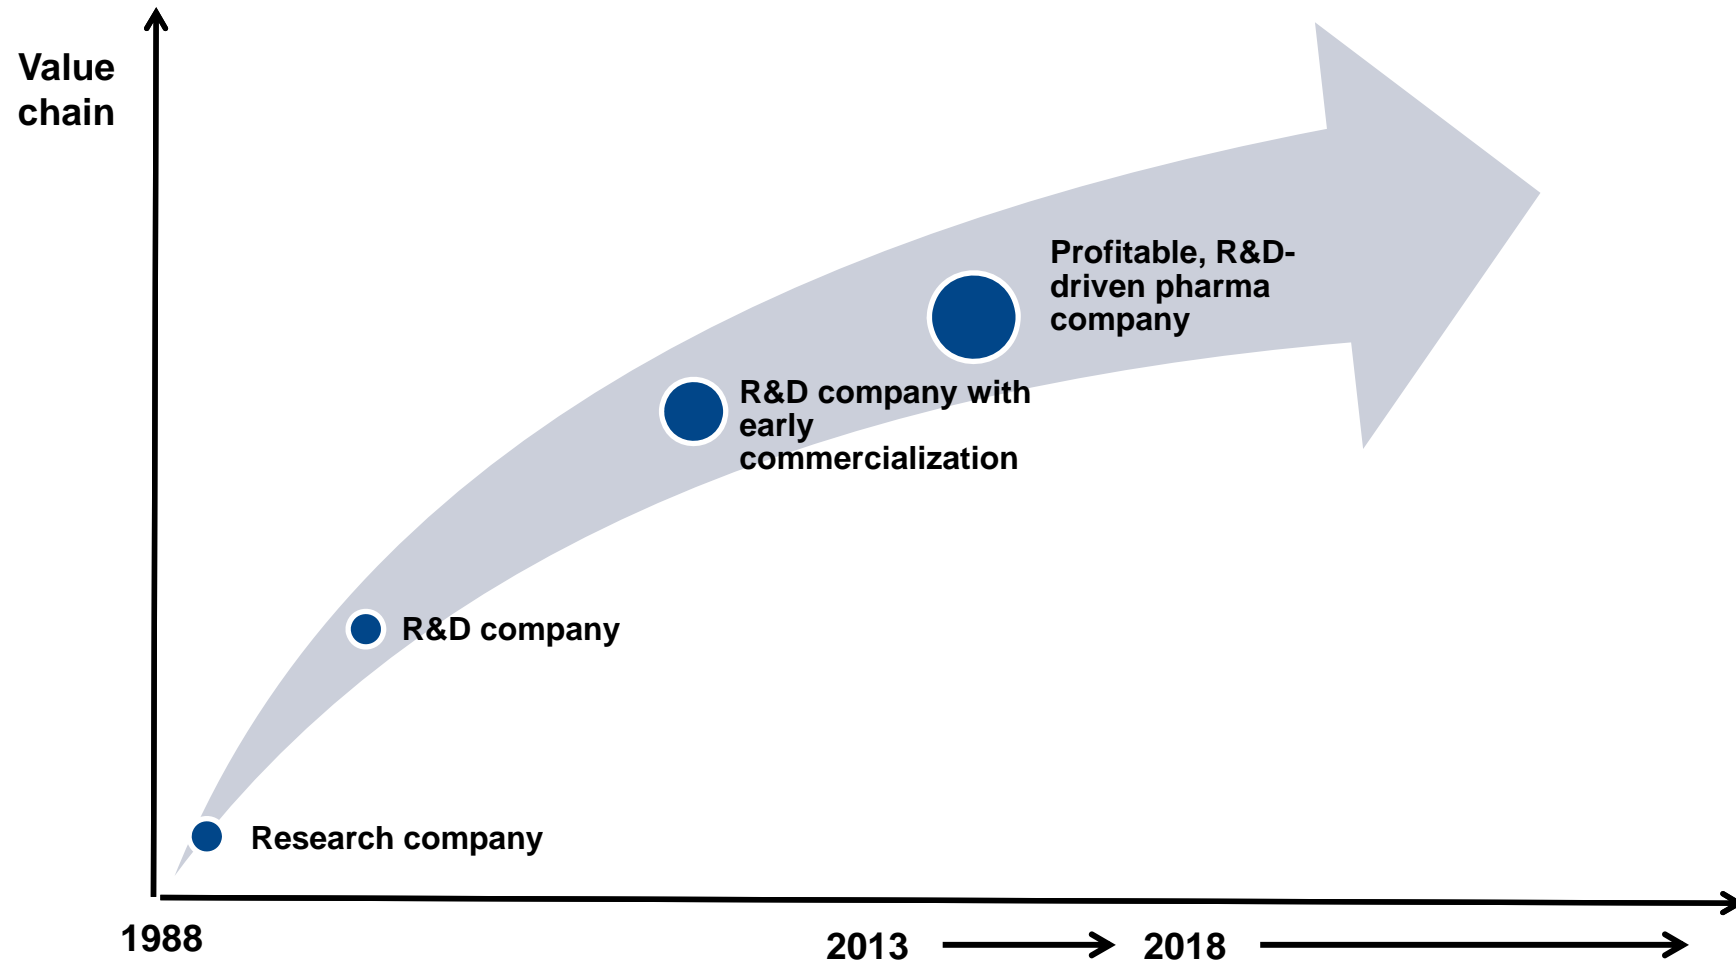 Value
chain
Profitable, R&D-
driven pharma
company
R&D company with
early
commercialization
R&D company
Research company
1988
2013
2018